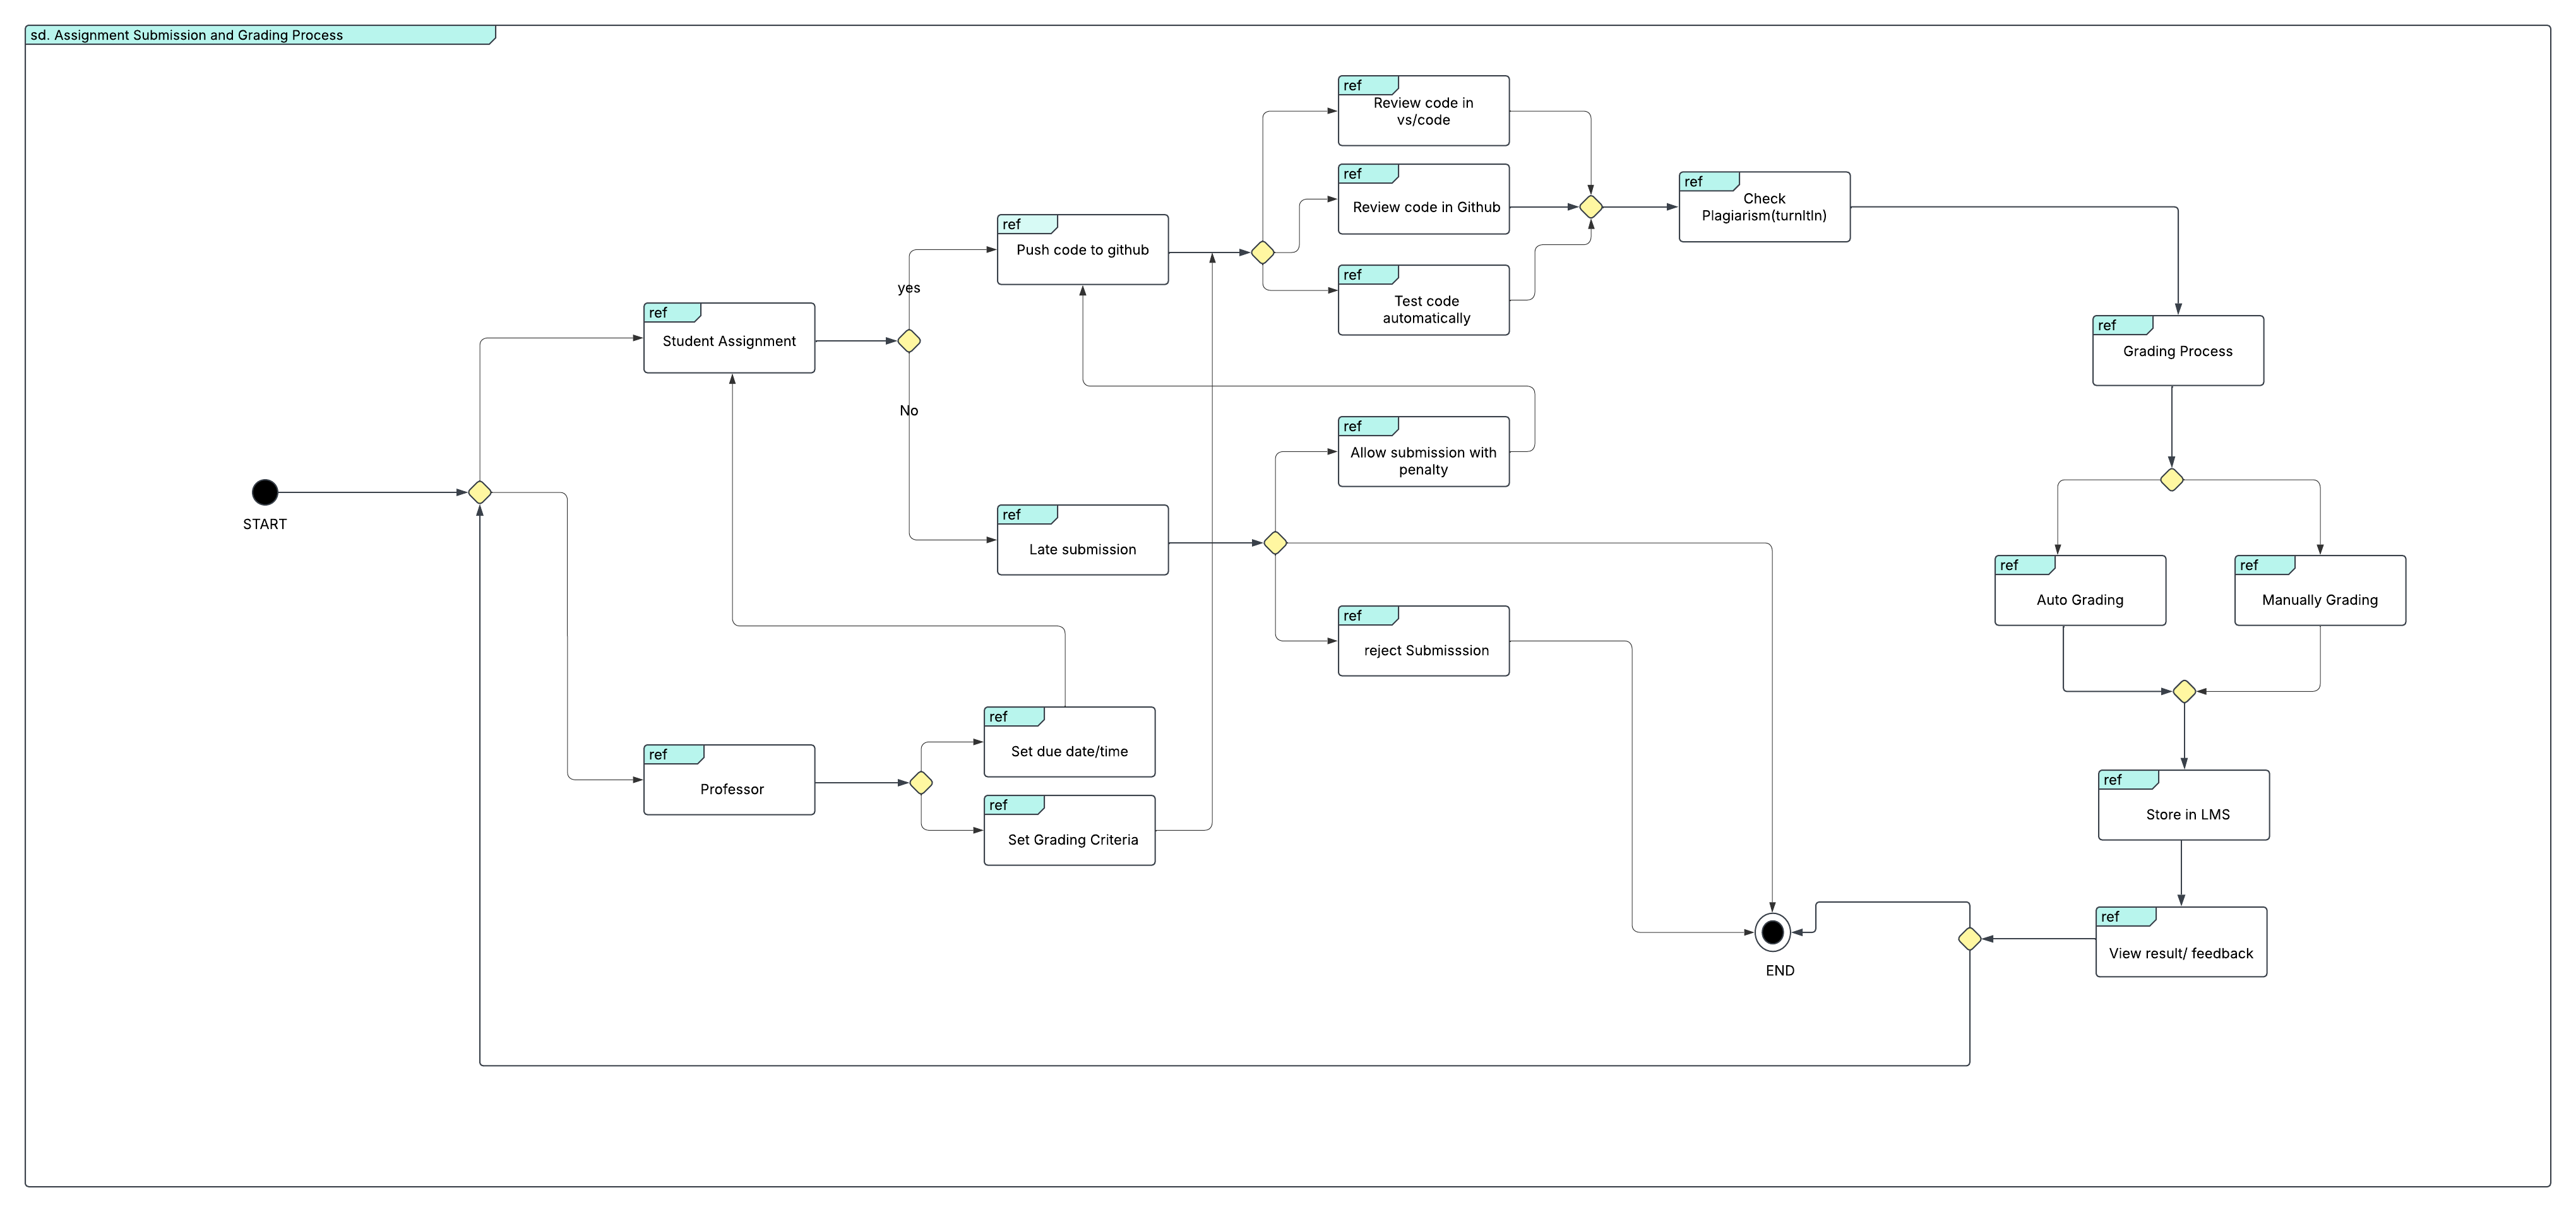 sd. Assignment Submission and Grading Process
ref
Review code in
vs/code
ref
Review code in Github
ref
Check
Plagiarism(turnItIn)
ref
Push code to github
ref
Test code
automatically
yes
ref
Student Assignment
ref
Grading Process
No
ref
Allow submission with
penalty
START
ref
Late submission
ref
Auto Grading
ref
Manually Grading
ref
reject Submisssion
ref
Set due date/time
ref
Professor
ref
Set Grading Criteria
ref
Store in LMS
ref
View result/ feedback
END